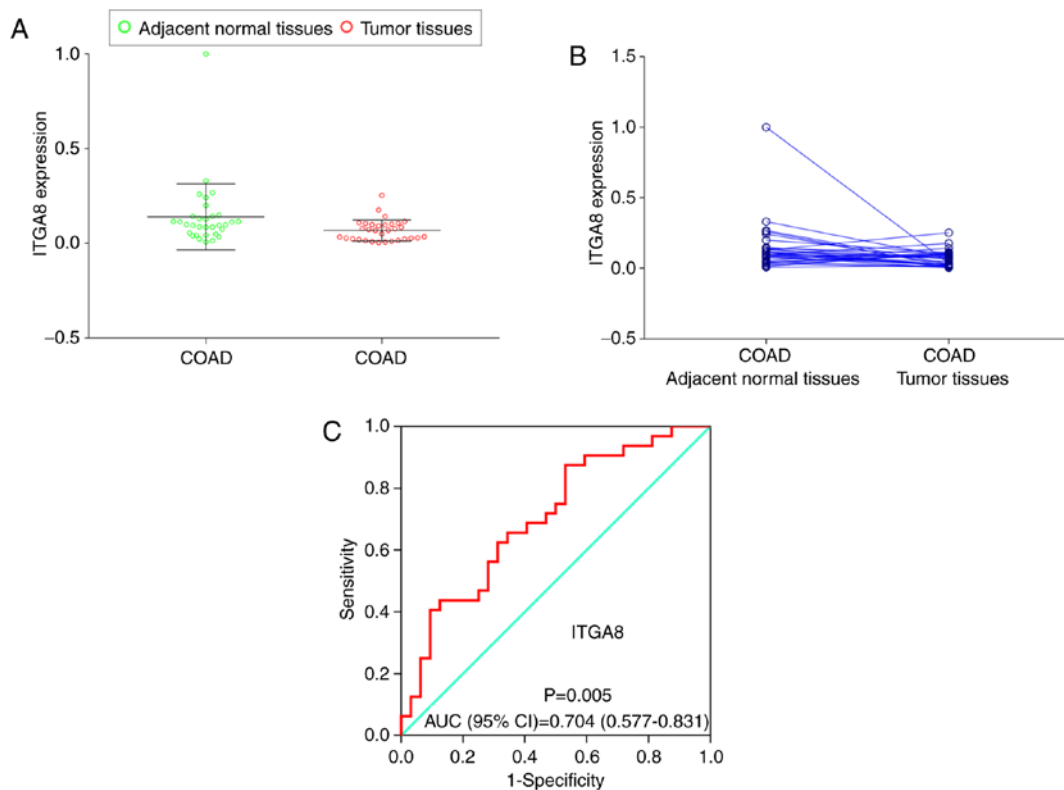 A
Adjacent normal tissues Tumor tissues
1.0
0.5
0.0
−0.5
ITGA8 expression
COAD COAD
B
1.5
1.0
0.5
0.0
−0.5
ITGA8 expression
COAD COAD
Adjacent normal tissues Tumor tissues
C
1.0
0.8
0.6
0.4
0.2
0.0
Sensitivity
ITGA8
P=0.005
AUC (95% CI)=0.704 (0.577-0.831)
0.0 0.2 0.4 0.6 0.8 1.0
1-Specificity